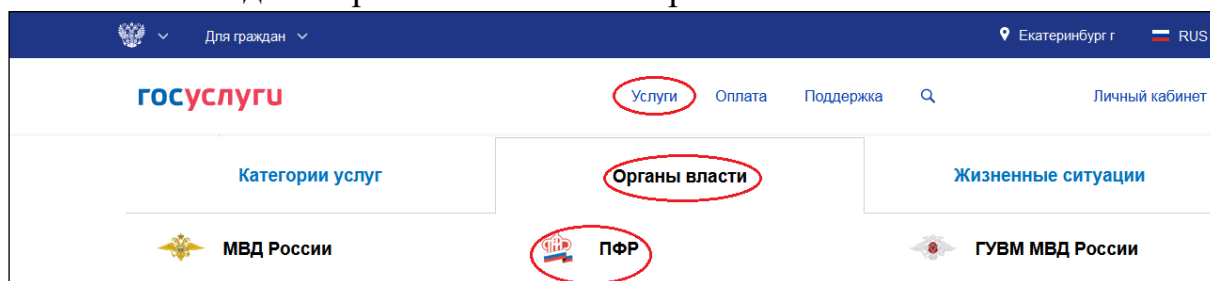 Для граждан Екатеринбург г RUS
госуслуги Услуги Оплата Поддержка Личный кабинет
Категории услуг Органы власти Жизненные ситуации
МВД России ПФР ГУВМ МВД России